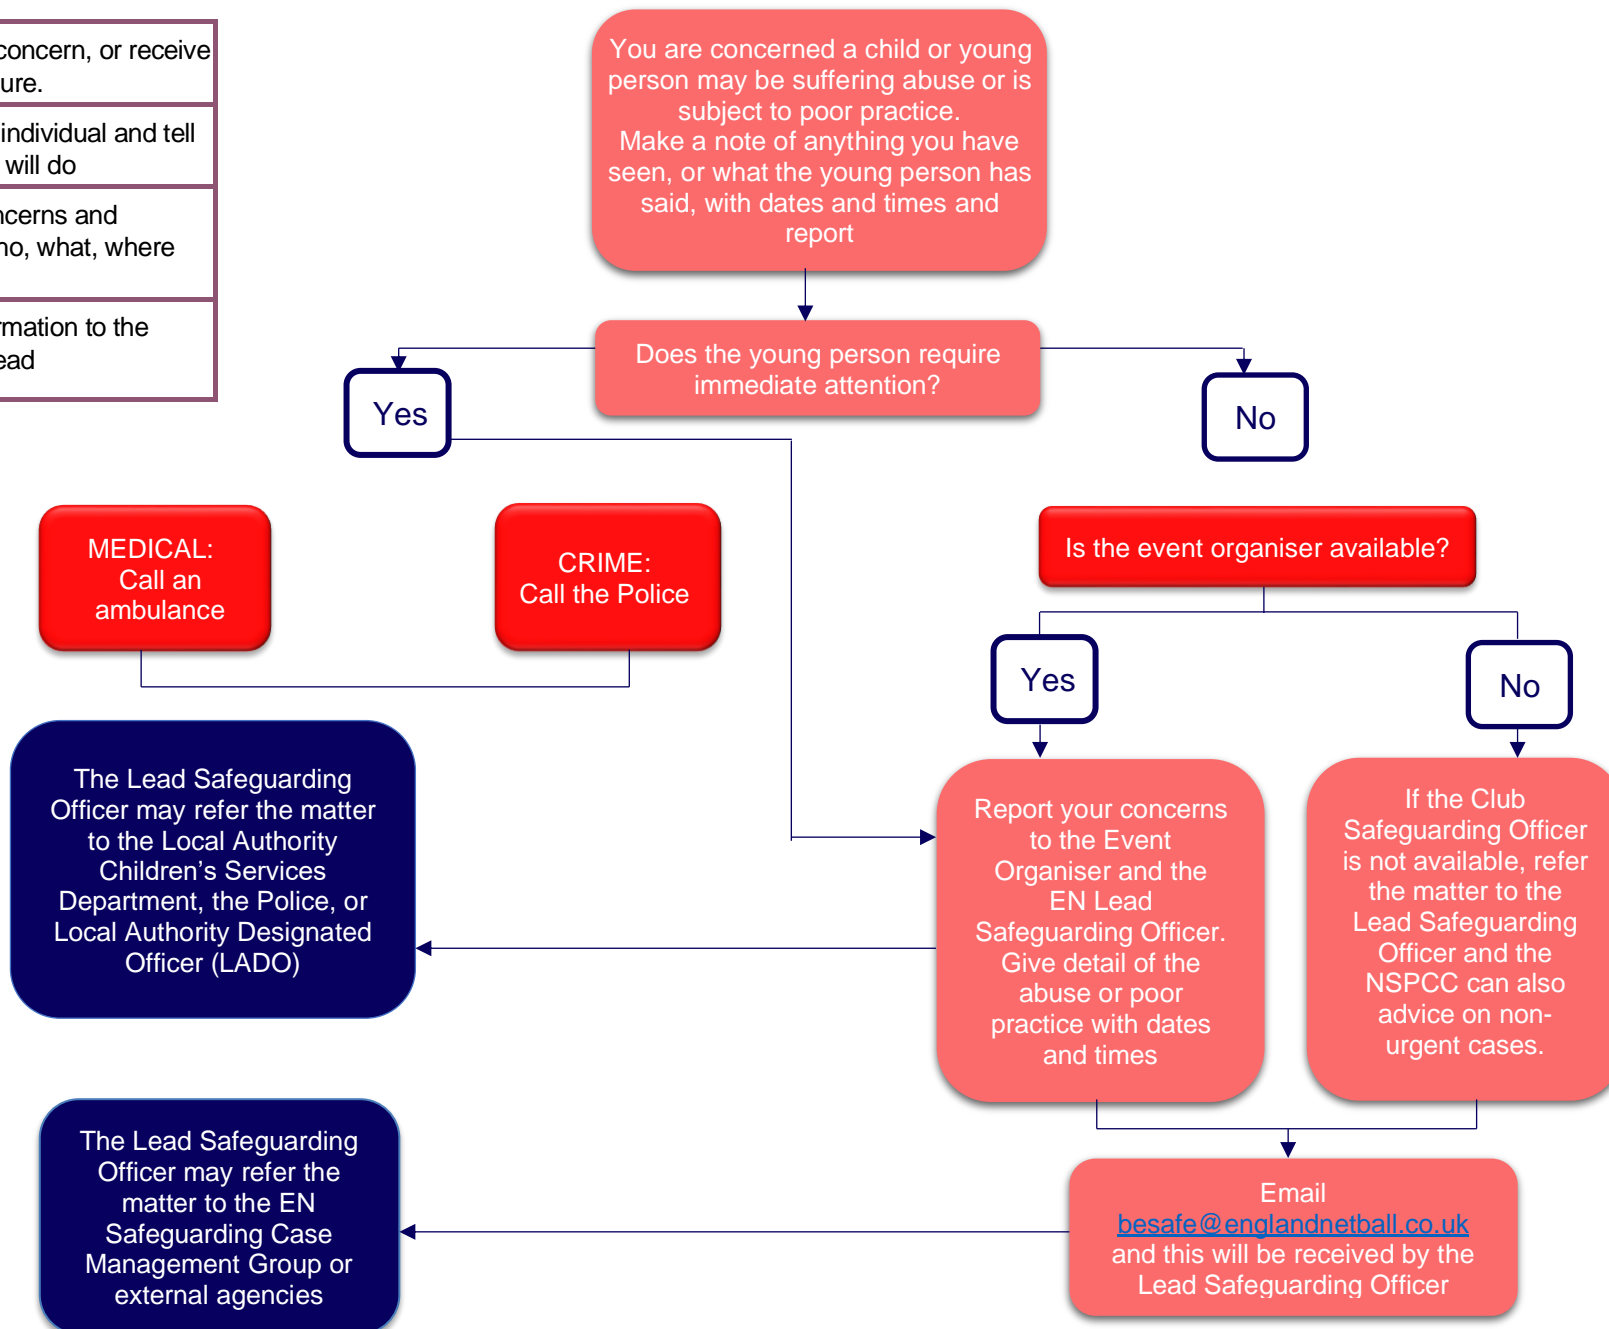 concern, or receive
ure.
individual and tell
will do
ncerns and
no, what, where
rmation to the
ead
You are concerned a child or young
person may be suffering abuse or is
subject to poor practice.
Make a note of anything you have
seen, or what the young person has
said, with dates and times and
report
Does the young person require
immediate attention?
Yes
No
MEDICAL:
Call an
ambulance
CRIME:
Call the Police
Is the event organiser available?
Yes
No
The Lead Safeguarding
Officer may refer the matter
to the Local Authority
Children’s Services
Department, the Police, or
Local Authority Designated
Officer (LADO)
Report your concerns
to the Event
Organiser and the
EN Lead
Safeguarding Officer.
Give detail of the
abuse or poor
practice with dates
and times
If the Club
Safeguarding Officer
is not available, refer
the matter to the
Lead Safeguarding
Officer and the
NSPCC can also
advice on non-
urgent cases.
The Lead Safeguarding
Officer may refer the
matter to the EN
Safeguarding Case
Management Group or
external agencies
Email
besafe@englandnetball.co.uk
and this will be received by the
Lead Safeguarding Officer